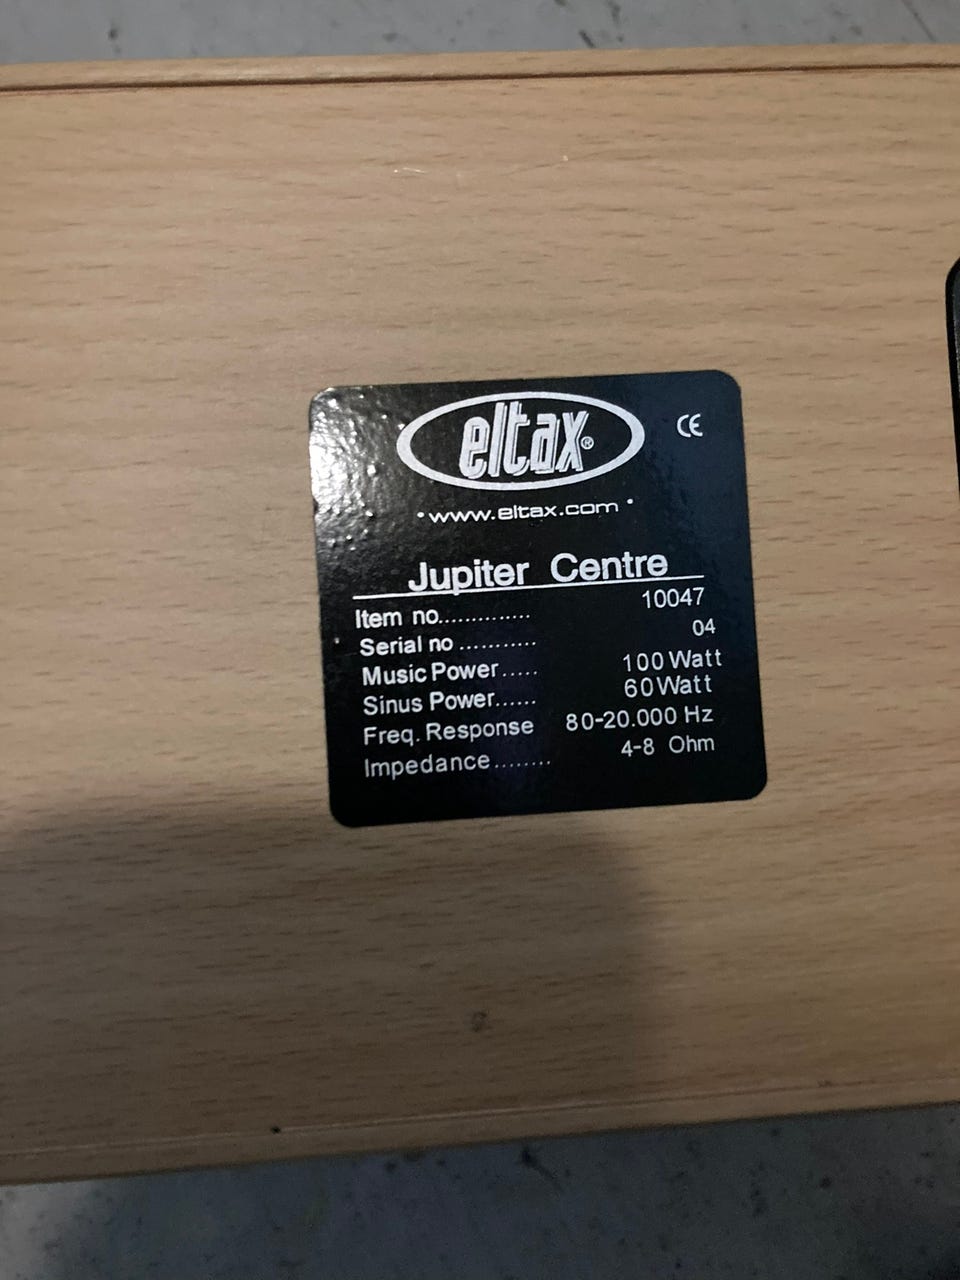 eltax®
CE
• www.eltax.com •
Jupiter Centre
Item no.............. 10047
Serial no ........... 04
Music Power..... 100 Watt
Sinus Power...... 60 Watt
Freq. Response 80-20.000 Hz
Impedance........ 4-8 Ohm